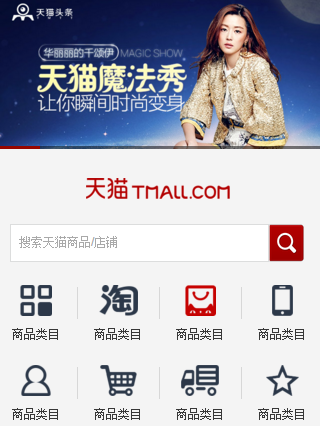 天猫头条
华丽丽的千颂伊 MAGIC SHOW
天猫魔法秀
让你瞬间时尚变身
天猫 TMALL.COM
搜索天猫商品/店铺
淘
商品类目 商品类目 商品类目 商品类目
商品类目 商品类目 商品类目 商品类目